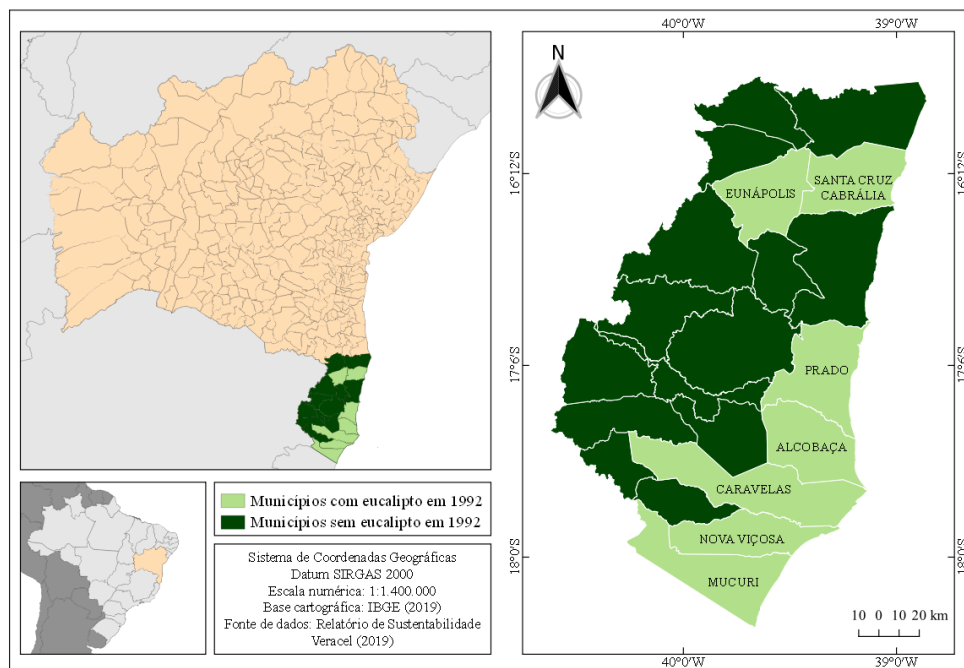 40°0'W
39°0'W
N
16°12'S
16°12'S
EUNÁPOLIS
SANTA CRUZ
CABRÁLIA
17°6'S
17°6'S
PRADO
ALCOBAÇA
CARAVELAS
NOVA VIÇOSA
MUCURI
18°0'S
18°0'S
10 0 10 20 km
40°0'W
39°0'W
Municípios com eucalipto em 1992
Municípios sem eucalipto em 1992
Sistema de Coordenadas Geográficas
Datum SIRGAS 2000
Escala numérica: 1:1.400.000
Base cartográfica: IBGE (2019)
Fonte de dados: Relatório de Sustentabilidade
Veracel (2019)